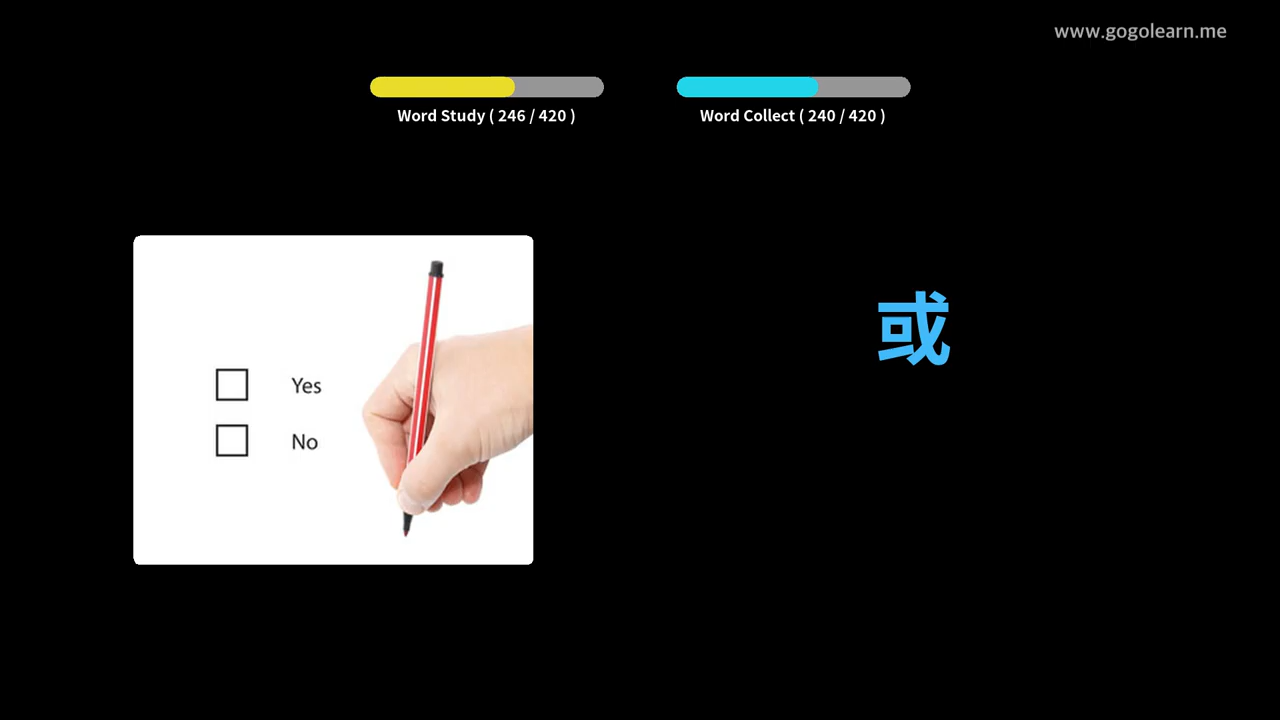 www.gogolearn.me
Word Study ( 246 / 420 )
Word Collect ( 240 / 420 )
或
Yes
No